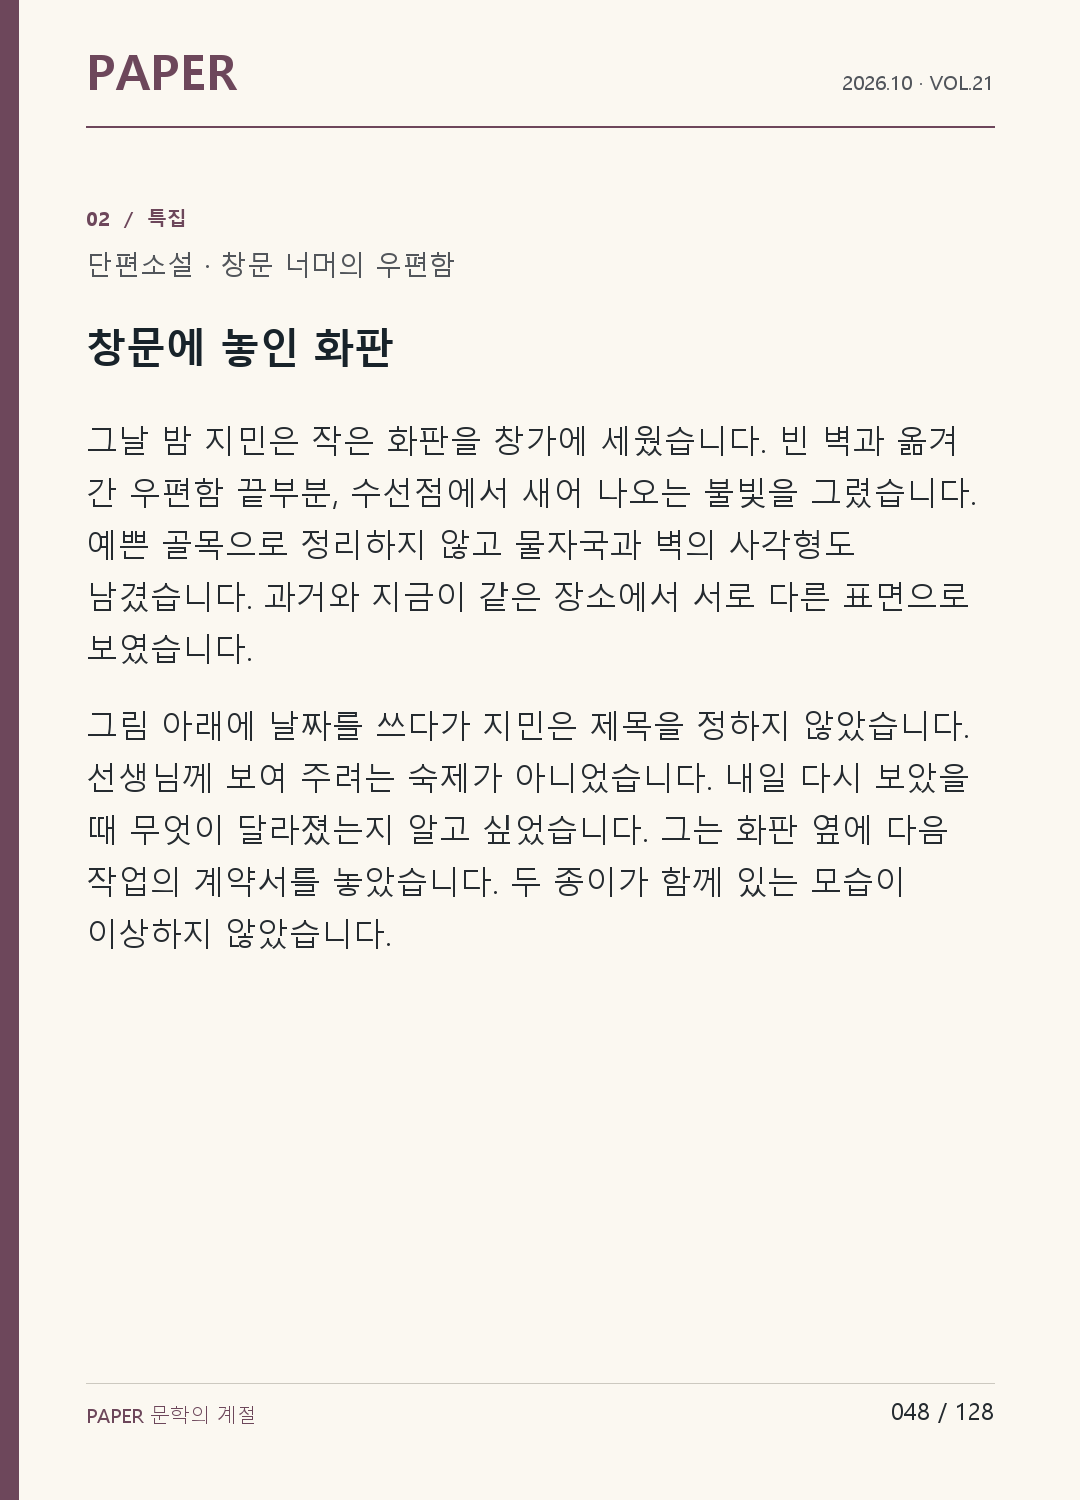 PAPER
2026.10 · VOL.21
02 / 특집
단편소설 · 창문 너머의 우편함
창문에 놓인 화판
그날 밤 지민은 작은 화판을 창가에 세웠습니다. 빈 벽과 옮겨
간 우편함 끝부분, 수선점에서 새어 나오는 불빛을 그렸습니다.
예쁜 골목으로 정리하지 않고 물자국과 벽의 사각형도
남겼습니다. 과거와 지금이 같은 장소에서 서로 다른 표면으로
보였습니다.
그림 아래에 날짜를 쓰다가 지민은 제목을 정하지 않았습니다.
선생님께 보여 주려는 숙제가 아니었습니다. 내일 다시 보았을
때 무엇이 달라졌는지 알고 싶었습니다. 그는 화판 옆에 다음
작업의 계약서를 놓았습니다. 두 종이가 함께 있는 모습이
이상하지 않았습니다.
PAPER 문학의 계절
048 / 128